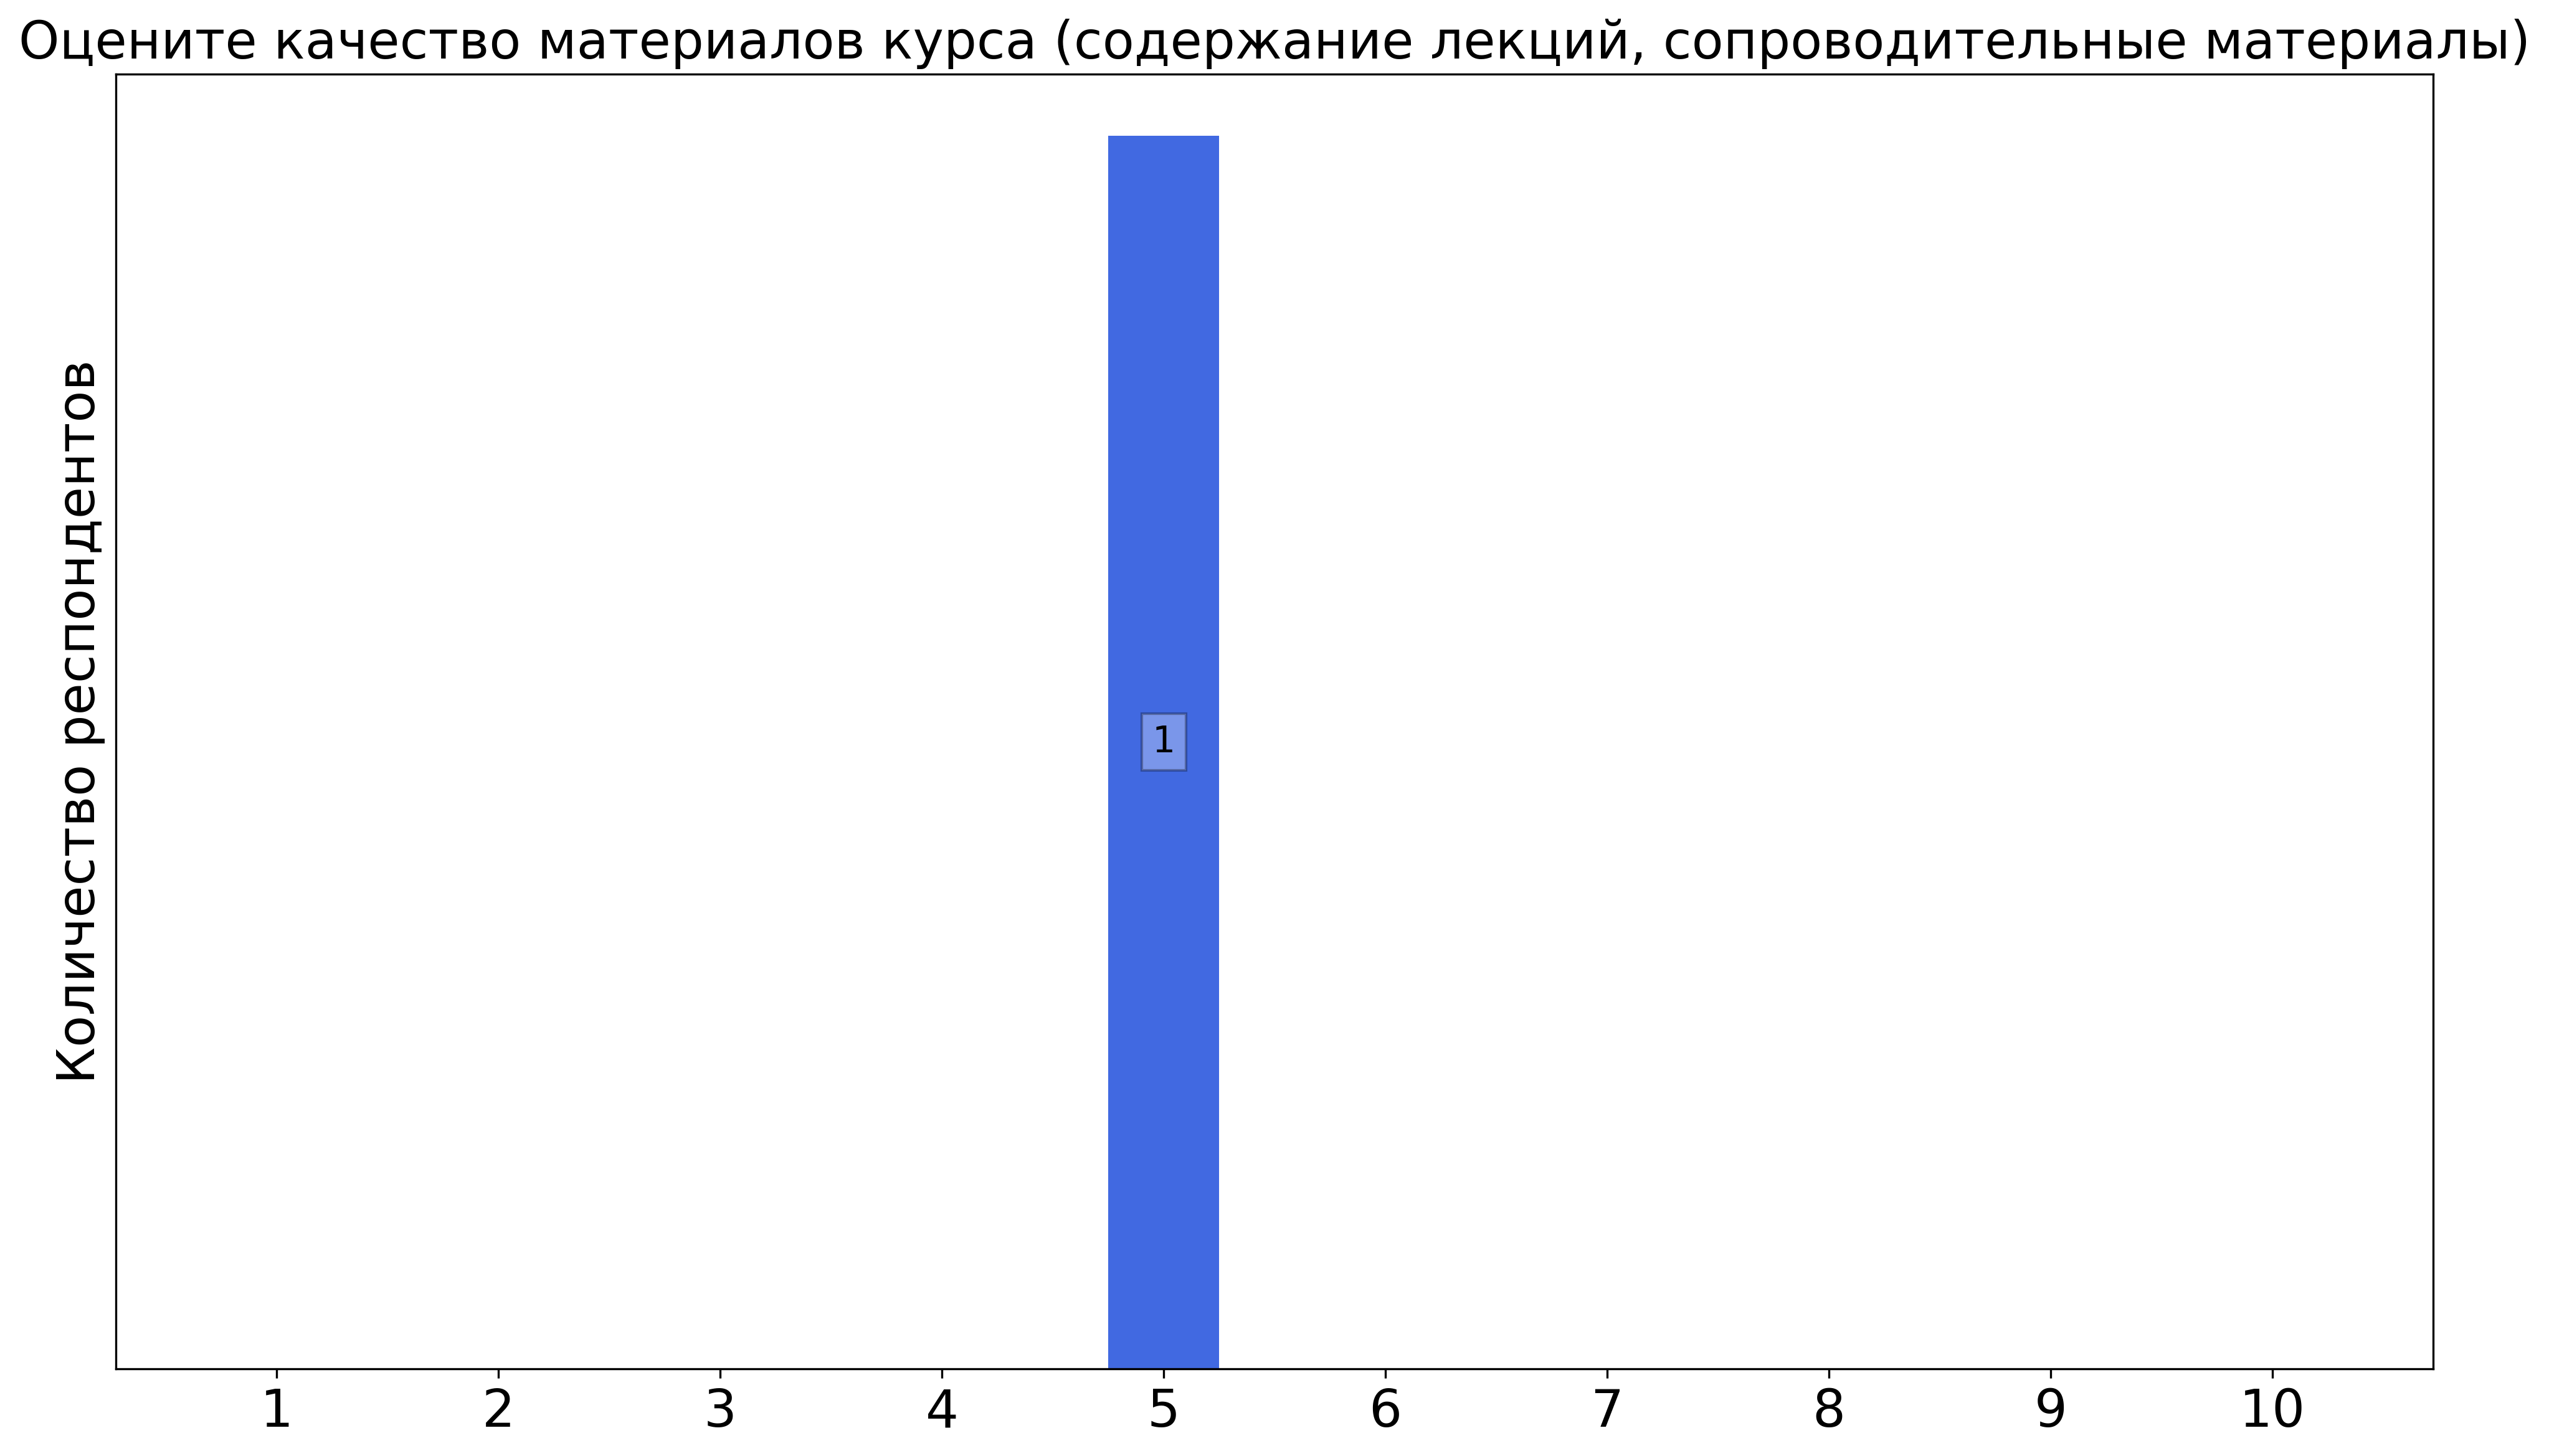 Оцените качество материалов курса (содержание лекций, сопроводительные материалы)
Количество респондентов
1
1 2 3 4 5 6 7 8 9 10